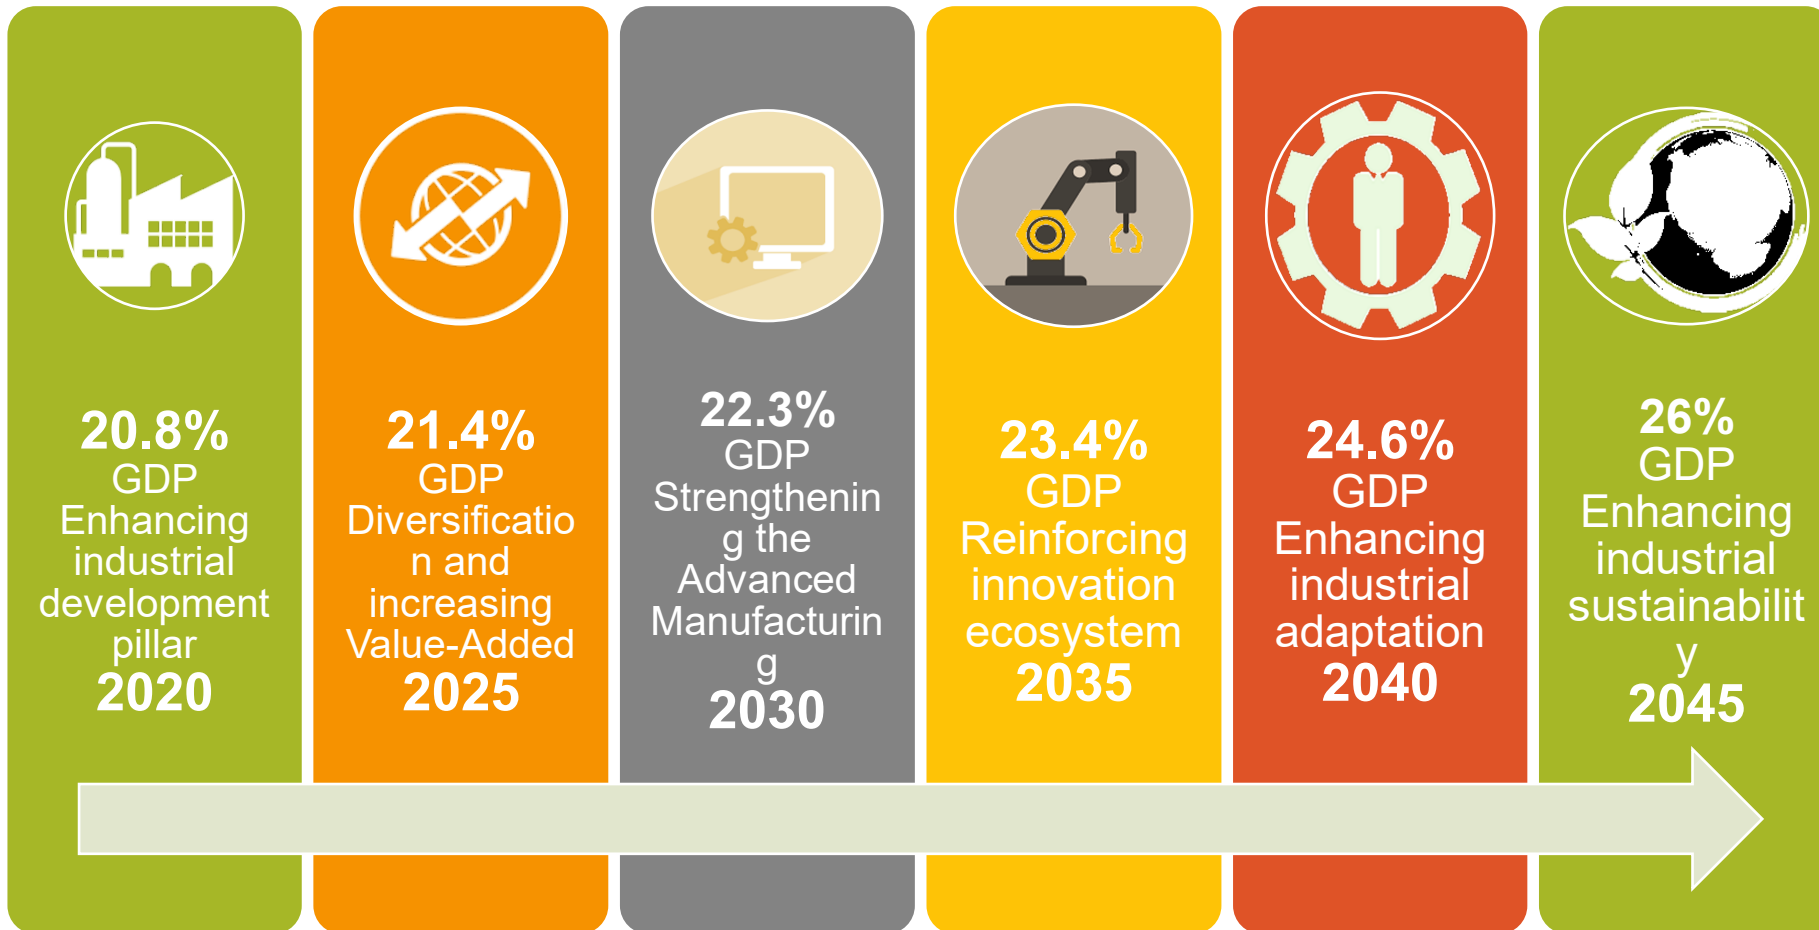 20.8%
GDP
Enhancing
industrial
development
pillar
2020
21.4%
GDP
Diversificatio
n and
increasing
Value-Added
2025
22.3%
GDP
Strengthenin
g the
Advanced
Manufacturin
g
2030
23.4%
GDP
Reinforcing
innovation
ecosystem
2035
24.6%
GDP
Enhancing
industrial
adaptation
2040
26%
GDP
Enhancing
industrial
sustainabilit
y
2045